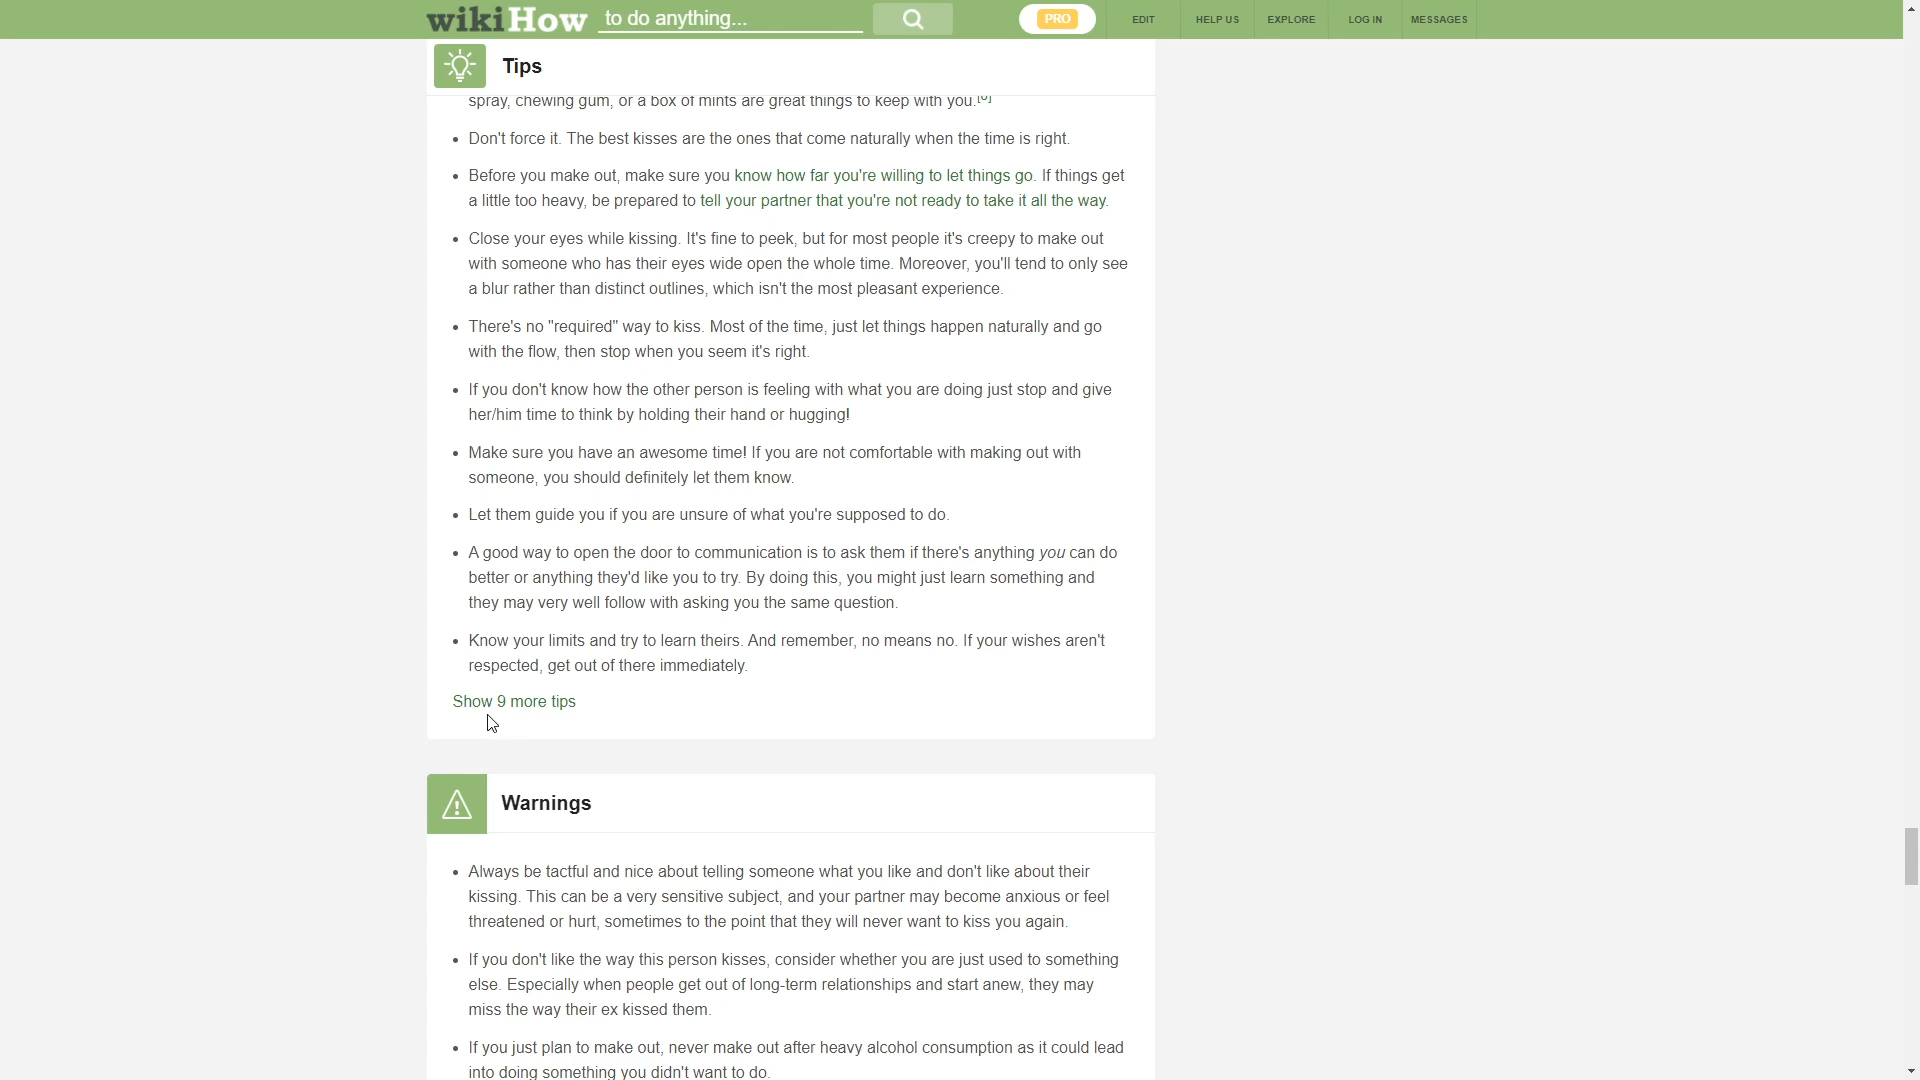 wikiHow to do anything... PRO EDIT HELP US EXPLORE LOG IN MESSAGES
Tips
spray, chewing gum, or a box of mints are great things to keep with you.
Don't force it. The best kisses are the ones that come naturally when the time is right.
Before you make out, make sure you know how far you're willing to let things go. If things get
a little too heavy, be prepared to tell your partner that you're not ready to take it all the way.
Close your eyes while kissing. It's fine to peek, but for most people it's creepy to make out
with someone who has their eyes wide open the whole time. Moreover, you'll tend to only see
a blur rather than distinct outlines, which isn't the most pleasant experience.
There's no "required" way to kiss. Most of the time, just let things happen naturally and go
with the flow, then stop when you seem it's right.
If you don't know how the other person is feeling with what you are doing just stop and give
her/him time to think by holding their hand or hugging!
Make sure you have an awesome time! If you are not comfortable with making out with
someone, you should definitely let them know.
Let them guide you if you are unsure of what you're supposed to do.
A good way to open the door to communication is to ask them if there's anything you can do
better or anything they'd like you to try. By doing this, you might just learn something and
they may very well follow with asking you the same question.
Know your limits and try to learn theirs. And remember, no means no. If your wishes aren't
respected, get out of there immediately.
Show 9 more tips
Warnings
Always be tactful and nice about telling someone what you like and don't like about their
kissing. This can be a very sensitive subject, and your partner may become anxious or feel
threatened or hurt, sometimes to the point that they will never want to kiss you again.
If you don't like the way this person kisses, consider whether you are just used to something
else. Especially when people get out of long-term relationships and start anew, they may
miss the way their ex kissed them.
If you just plan to make out, never make out after heavy alcohol consumption as it could lead
into doing something you didn't want to do.